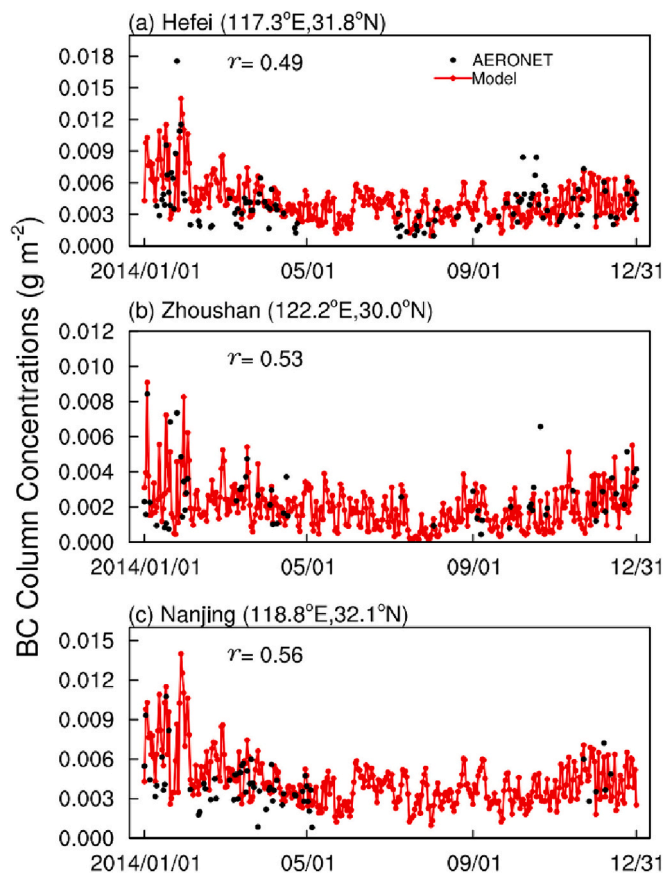 (a) Hefei (117.3°E,31.8°N)
r = 0.49
AERONET
Model
0.018
0.015
0.012
0.009
0.006
0.003
0.000
2014/01/01 05/01 09/01 12/31
(b) Zhoushan (122.2°E,30.0°N)
r = 0.53
0.012
0.010
0.008
0.006
0.004
0.002
0.000
2014/01/01 05/01 09/01 12/31
(c) Nanjing (118.8°E,32.1°N)
r = 0.56
0.015
0.012
0.009
0.006
0.003
0.000
2014/01/01 05/01 09/01 12/31
BC Column Concentrations (g m⁻²)